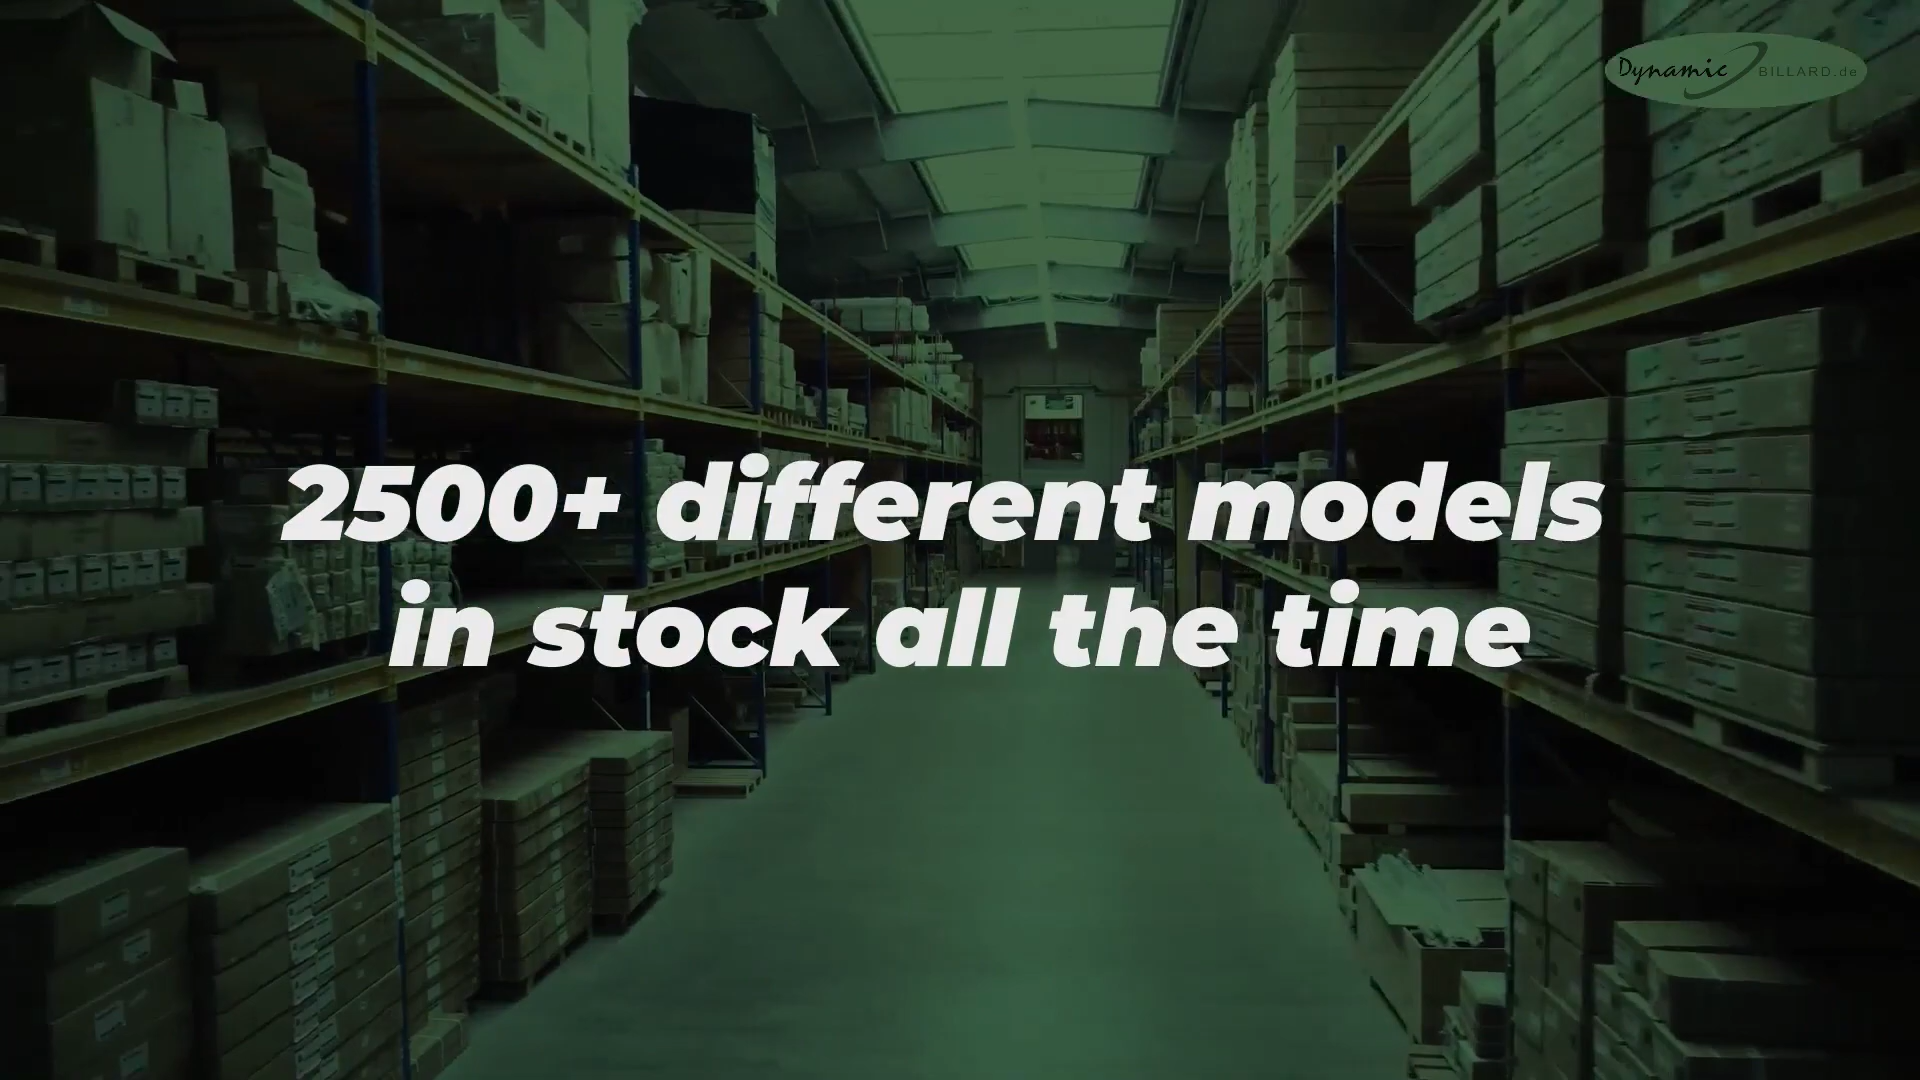 Dynamic BILLARD.de
2500+ different models
in stock all the time